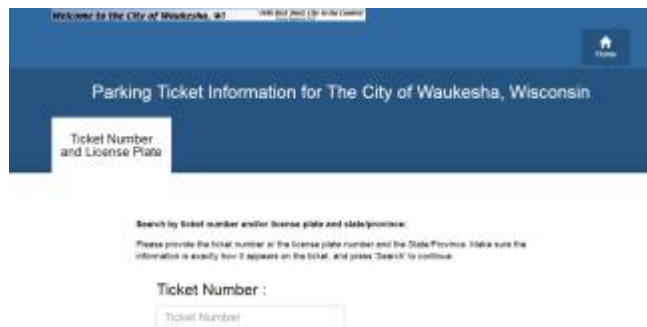 Welcome to the City of Waukesha, WI
Home
Parking Ticket Information for The City of Waukesha, Wisconsin
Ticket Number
and License Plate
Search by ticket number and/or license plate and state/province:
Please provide the ticket number or the license plate number and the State/Province. Make sure the
information is exactly how it appears on the ticket, and press 'Search' to continue.
Ticket Number :
Ticket Number